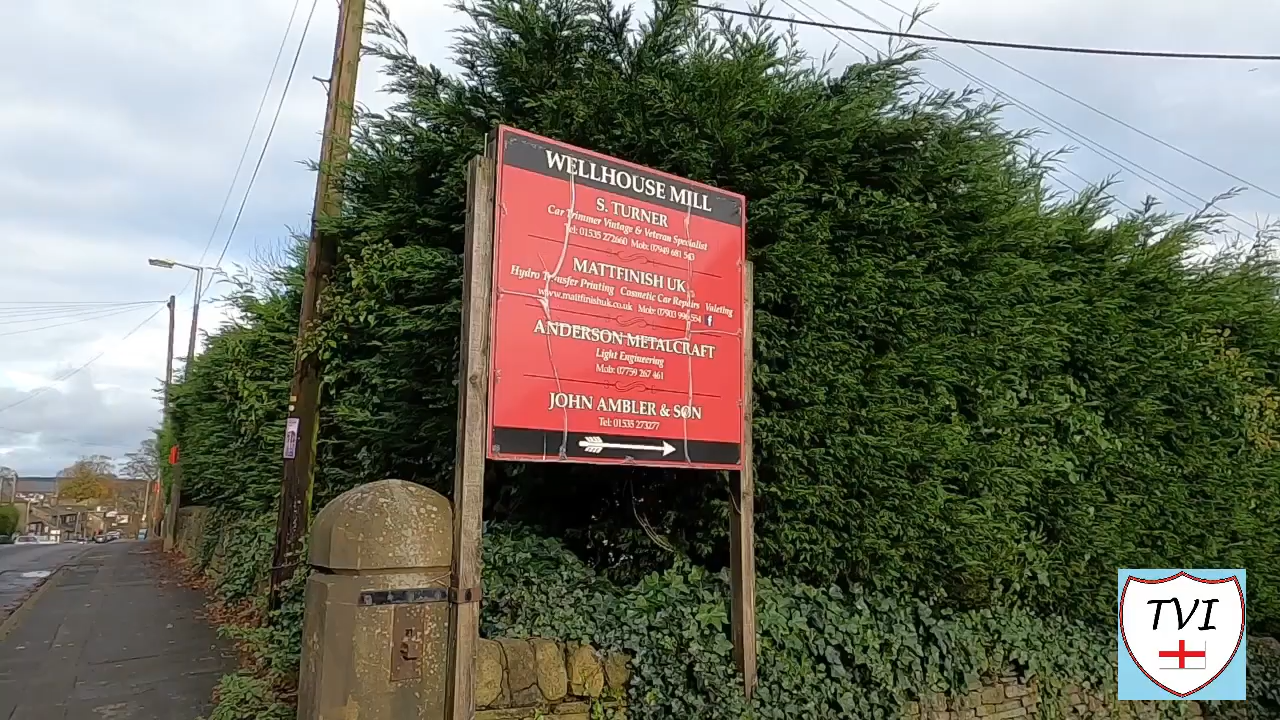 WELLHOUSE MILL
S. TURNER
Car Trimmer Vintage & Veteran Specialist
Tel: 01535 272660 Mob: 07949 681 543
MATTFINISH UK
Hydro Transfer Printing Cosmetic Car Repairs Valeting
www.mattfinishuk.co.uk Mob: 07903 996 554 f
ANDERSON METALCRAFT
Light Engineering
Mob: 07759 267 461
JOHN AMBLER & SON
Tel: 01535 273277
TVI